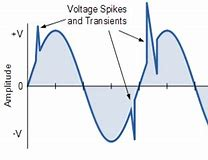 Voltage Spikes
and Transients
+V
Amplitude
0
-V